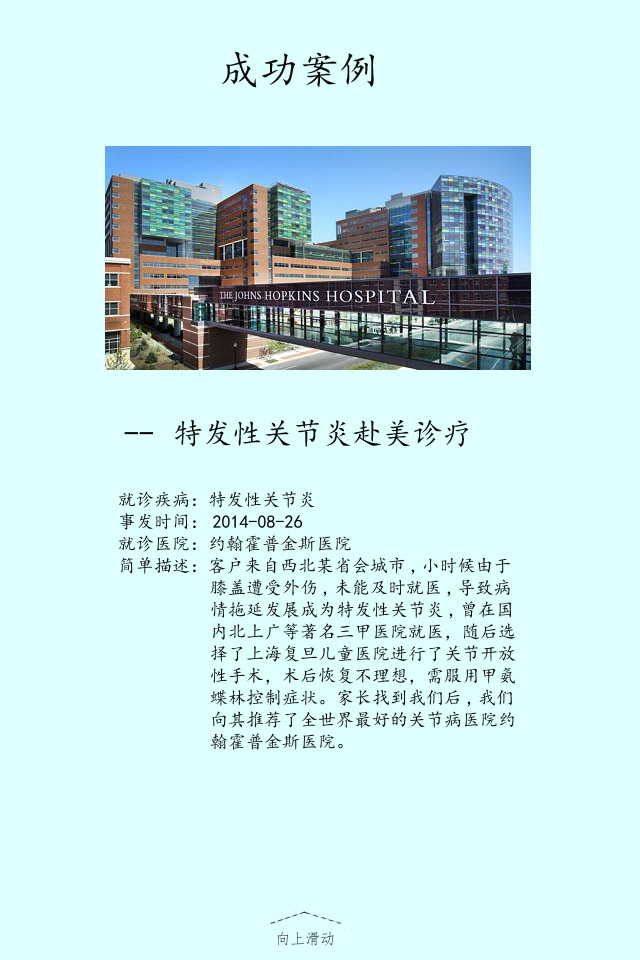 成功案例
THE JOHNS HOPKINS HOSPITAL
-- 特发性关节炎赴美诊疗
就诊疾病：特发性关节炎
事发时间：2014-08-26
就诊医院：约翰霍普金斯医院
简单描述：客户来自西北某省会城市，小时候由于
膝盖遭受外伤，未能及时就医，导致病
情拖延发展成为特发性关节炎，曾在国
内北上广等著名三甲医院就医，随后选
择了上海复旦儿童医院进行了关节开放
性手术，术后恢复不理想，需服用甲氨
蝶林控制症状。家长找到我们后，我们
向其推荐了全世界最好的关节病医院约
翰霍普金斯医院。
向上滑动